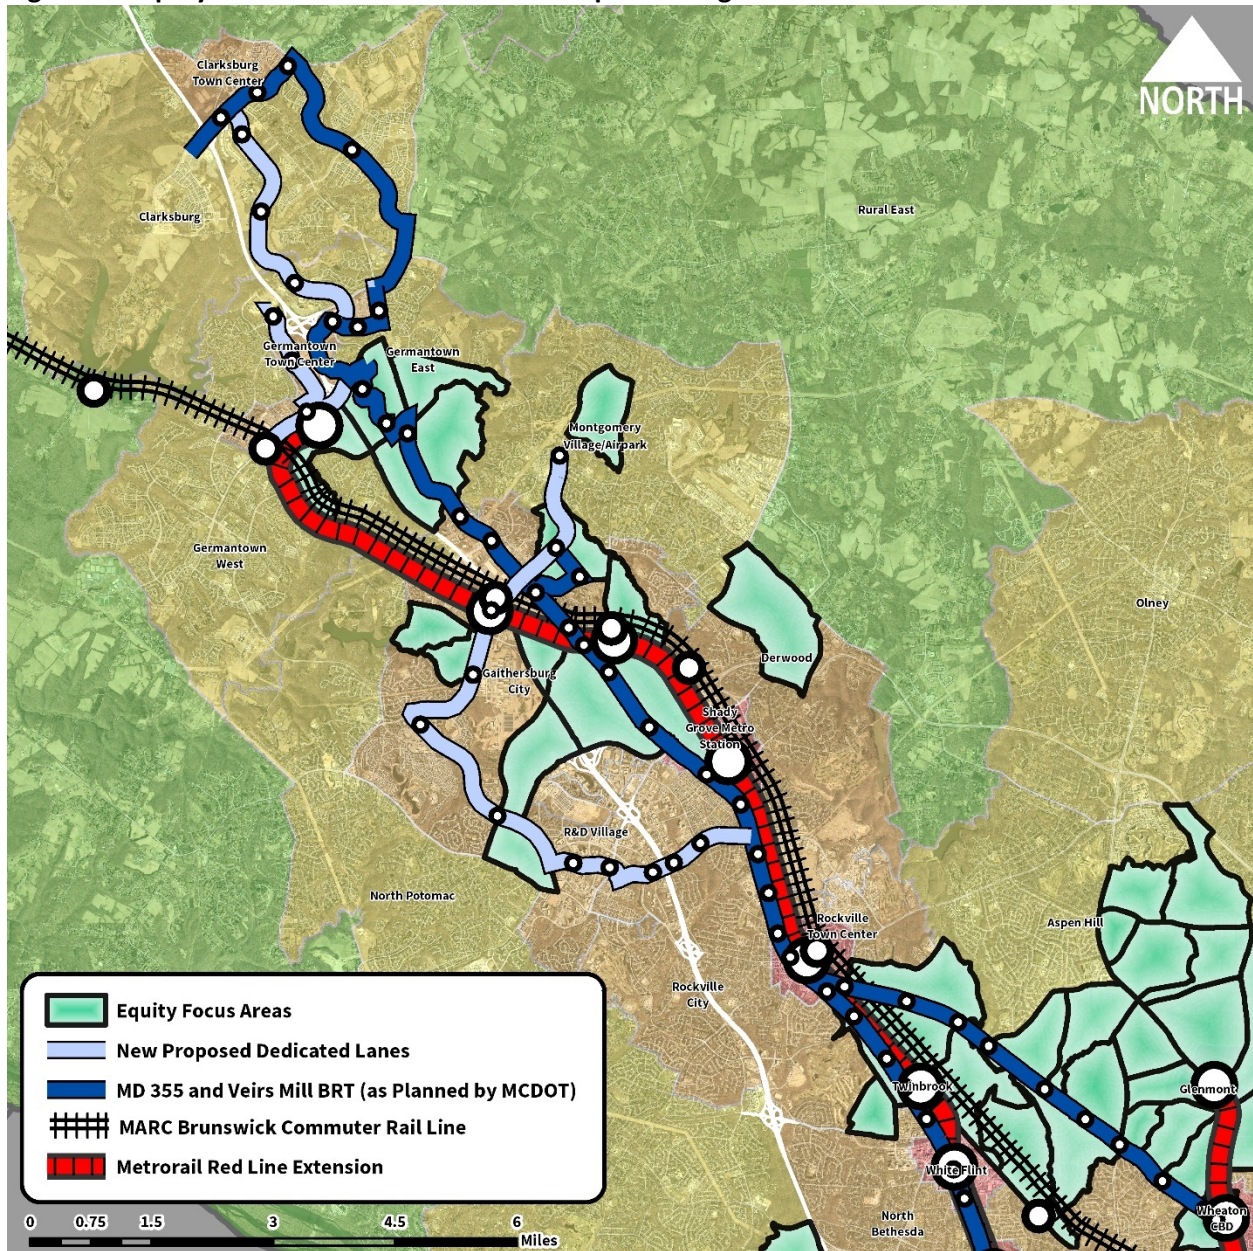 Clarksburg
Town Center
NORTH
Clarksburg
Rural East
Germantown
Town Center
Germantown
East
Montgomery
Village/Airpark
Germantown
West
Olney
Derwood
Gaithersburg
City
Shady
Grove Metro
Station
R&D Village
North Potomac
Rockville
Town Center
Aspen Hill
Rockville
City
Twinbrook
Glenmont
White Flint
Wheaton
CBD
North
Bethesda
Equity Focus Areas
New Proposed Dedicated Lanes
MD 355 and Veirs Mill BRT (as Planned by MCDOT)
MARC Brunswick Commuter Rail Line
Metrorail Red Line Extension
0 0.75 1.5 3 4.5 6
Miles